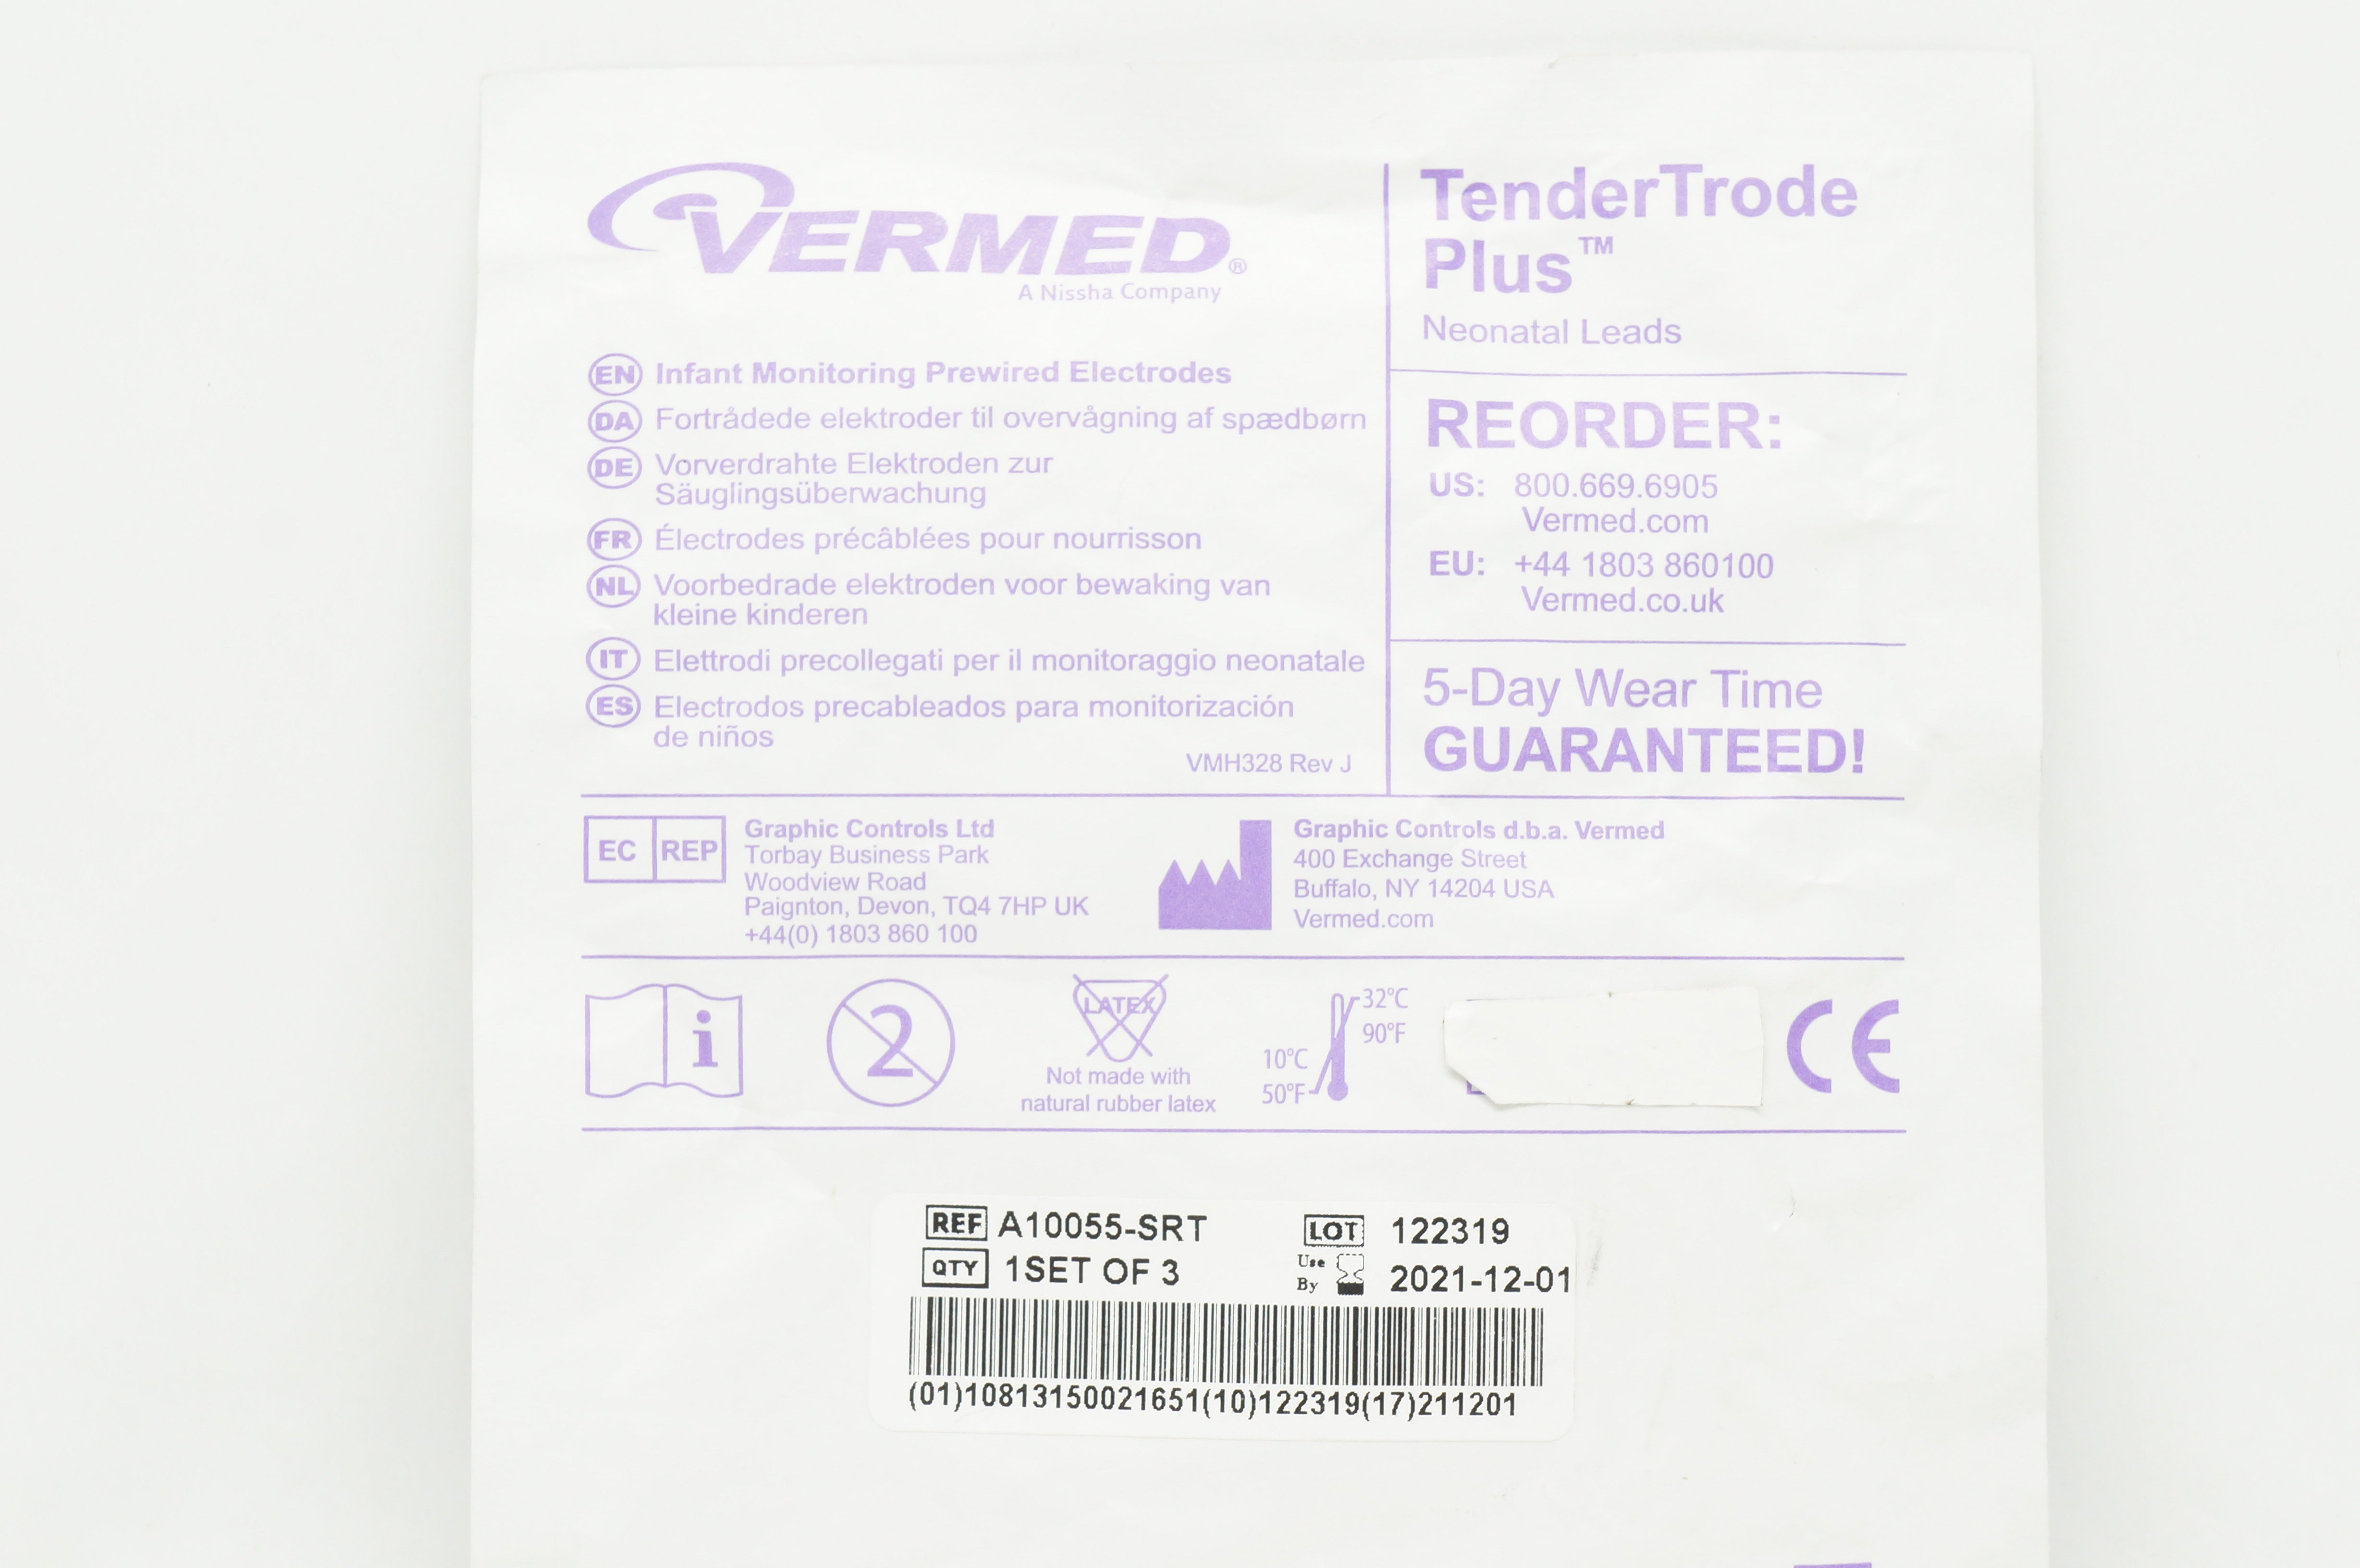 VERMED®
A Nissha Company
EN Infant Monitoring Prewired Electrodes
DA Fortrådede elektroder til overvågning af spædbørn
DE Vorverdrahte Elektroden zur
Säuglingsüberwachung
FR Électrodes précâblées pour nourrisson
NL Voorbedrade elektroden voor bewaking van
kleine kinderen
IT Elettrodi precollegati per il monitoraggio neonatale
ES Electrodos precableados para monitorización
de niños
VMH328 Rev J
TenderTrode
Plus™
Neonatal Leads
REORDER:
US: 800.669.6905
Vermed.com
EU: +44 1803 860100
Vermed.co.uk
5-Day Wear Time
GUARANTEED!
EC REP
Graphic Controls Ltd
Torbay Business Park
Woodview Road
Paignton, Devon, TQ4 7HP UK
+44(0) 1803 860 100
Graphic Controls d.b.a. Vermed
400 Exchange Street
Buffalo, NY 14204 USA
Vermed.com
i
2
LATEX
Not made with
natural rubber latex
32°C
90°F
10°C
50°F
CE
REF A10055-SRT
LOT 122319
QTY 1SET OF 3
Use
By 2021-12-01
(01)10813150021651(10)122319(17)211201